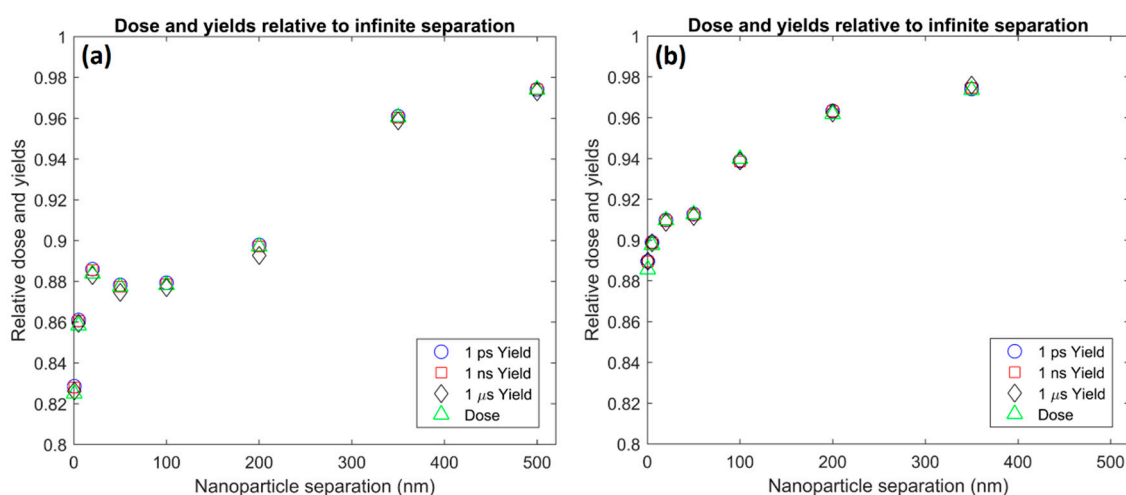 Dose and yields relative to infinite separation
(a)
Relative dose and yields
1
0.98
0.96
0.94
0.92
0.9
0.88
0.86
0.84
0.82
0.8
1 ps Yield
1 ns Yield
1 μs Yield
Dose
0 100 200 300 400 500
Nanoparticle separation (nm)
Dose and yields relative to infinite separation
(b)
Relative dose and yields
1
0.98
0.96
0.94
0.92
0.9
0.88
0.86
0.84
0.82
0.8
1 ps Yield
1 ns Yield
1 μs Yield
Dose
0 100 200 300 400 500
Nanoparticle separation (nm)